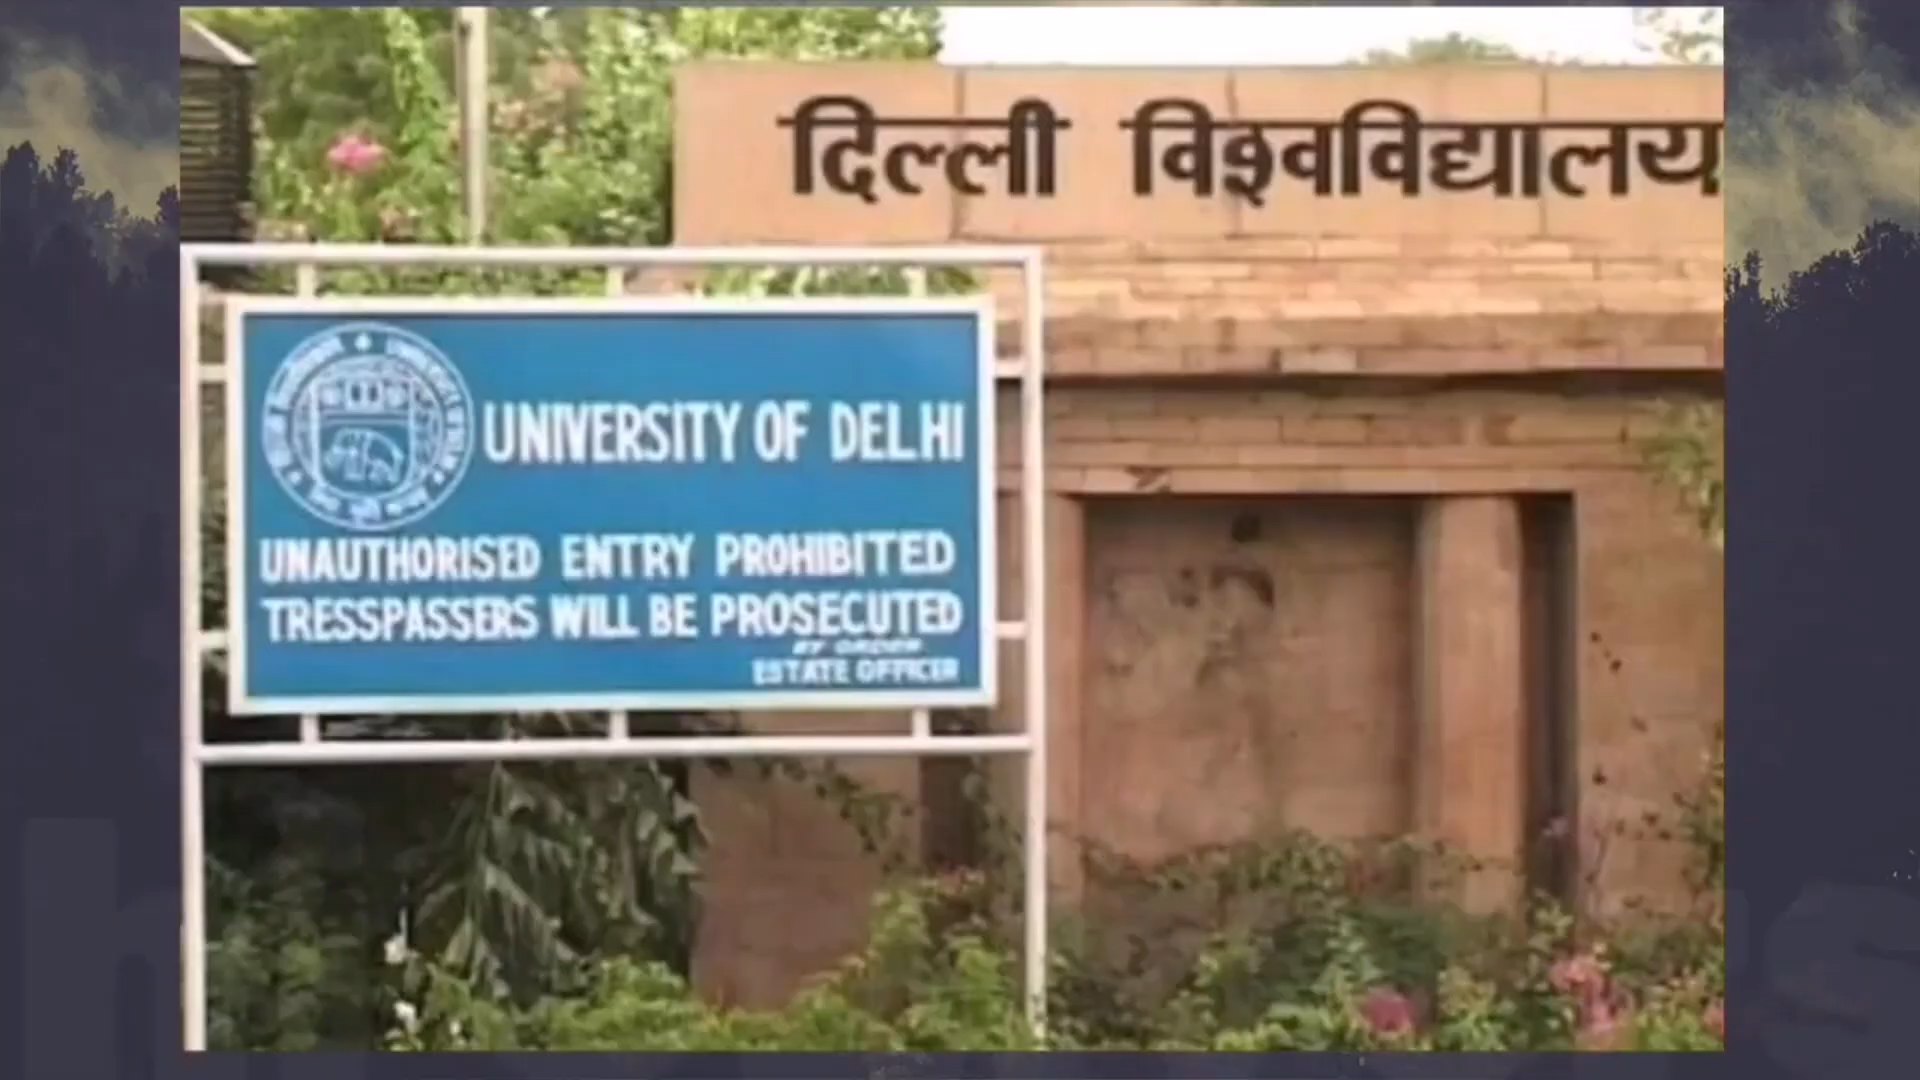 दिल्ली विश्वविद्यालय
UNIVERSITY OF DELHI
UNAUTHORISED ENTRY PROHIBITED
TRESSPASSERS WILL BE PROSECUTED
BY ORDER
ESTATE OFFICER